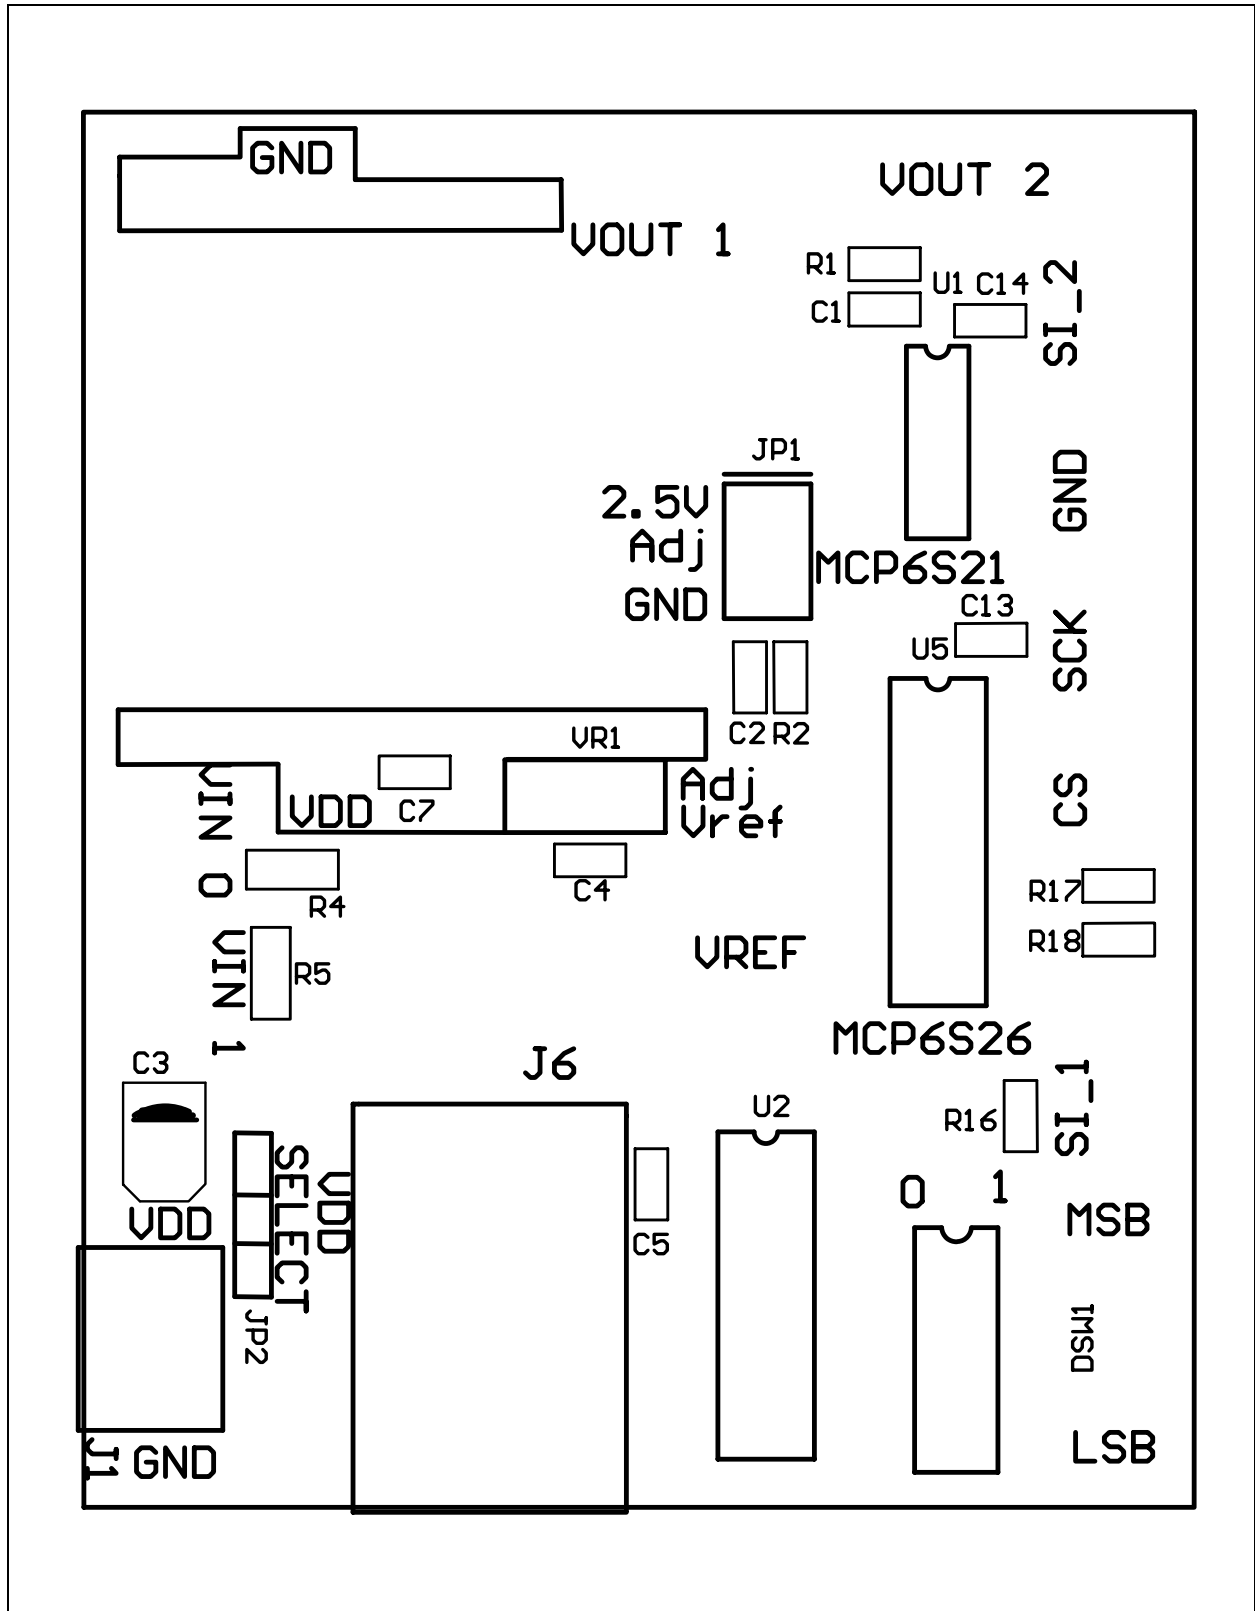 GND
VOUT 2
VOUT 1
R1
U1
C14
SI_2
C1
JP1
2.5V
Adj
GND
GND
MCP6S21
C13
SCK
U5
C2
R2
VR1
VIN 0
VDD
C7
Adj
Vref
CS
C4
R4
R17
R18
VIN 1
R5
VREF
MCP6S26
J6
C3
SI_1
U2
R16
SELECT
VDD
0
1
MSB
VDD
C5
JP2
DSW1
J1
GND
LSB